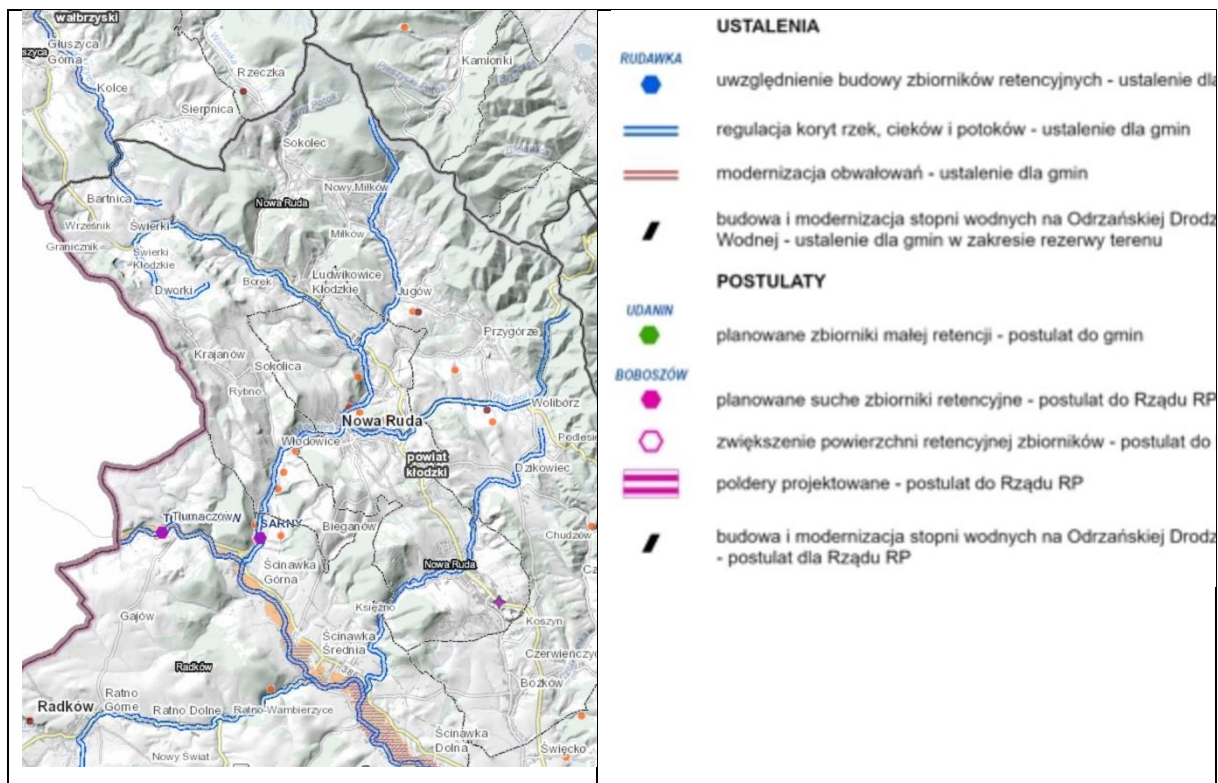 wałbrzyski
Głuszyca
Górna
Kolce
Rzeczka
Kamionki
Sierpnica
Sokolec
Bartnica
Nowy Miłków
Nowa Ruda
Wrześnik
Świerki
Granicznik
Miłków
Świerki
Kłodzkie
Dworki
Borek
Ludwikowice
Kłodzkie
Jugów
Przygórze
Krajanów
Sokolica
Rybno
Wolibórz
Nowa Ruda
Włodowice
Podlesie
powiat
kłodzki
Dzikowiec
Tłumaczów
SARNY
Bieganów
Chudzów
Ścinawka
Górna
Nowa Ruda
Gajów
Księżno
Koszyn
Ścinawka
Średnia
Czerwieńczyc
Radków
Bożków
Radków
Ratno
Górne
Ratno Dolne
Ratno-Wambierzyce
Ścinawka
Dolna
Nowy Świat
Święcko
USTALENIA
RUDAWKA
uwzględnienie budowy zbiorników retencyjnych - ustalenie dla
regulacja koryt rzek, cieków i potoków - ustalenie dla gmin
modernizacja obwałowań - ustalenie dla gmin
budowa i modernizacja stopni wodnych na Odrzańskiej Drodz
Wodnej - ustalenie dla gmin w zakresie rezerwy terenu
POSTULATY
UDANIN
planowane zbiorniki małej retencji - postulat do gmin
BOBOSZÓW
planowane suche zbiorniki retencyjne - postulat do Rządu RP
zwiększenie powierzchni retencyjnej zbiorników - postulat do
poldery projektowane - postulat do Rządu RP
budowa i modernizacja stopni wodnych na Odrzańskiej Drodz
- postulat dla Rządu RP